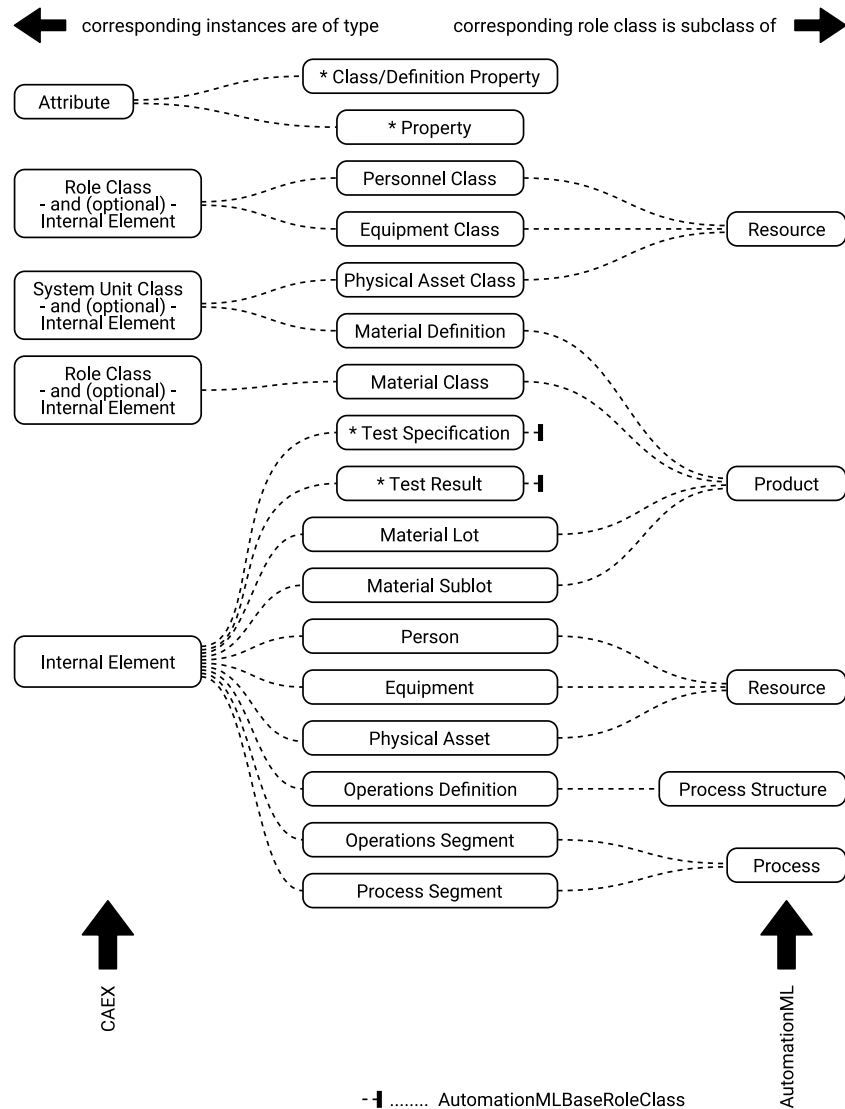 corresponding instances are of type
corresponding role class is subclass of
* Class/Definition Property
Attribute
* Property
Role Class
- and (optional) -
Internal Element
Personnel Class
Equipment Class
Resource
System Unit Class
- and (optional) -
Internal Element
Physical Asset Class
Material Definition
Role Class
- and (optional) -
Internal Element
Material Class
* Test Specification
* Test Result
Product
Material Lot
Material Sublot
Internal Element
Person
Equipment
Resource
Physical Asset
Operations Definition
Process Structure
Operations Segment
Process
Process Segment
CAEX
AutomationML
........ AutomationMLBaseRoleClass